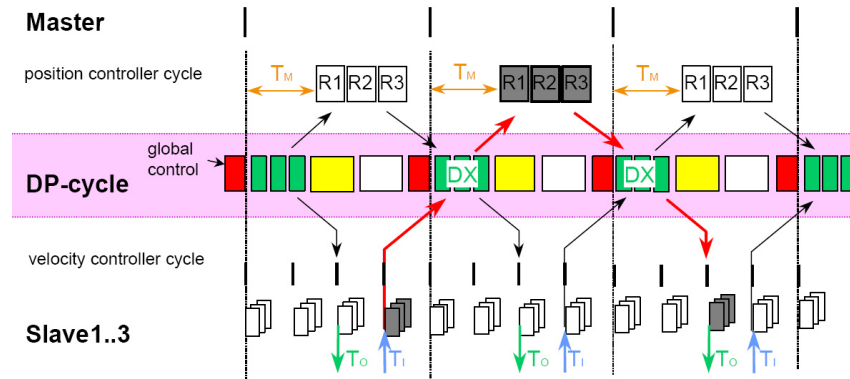 Master
position controller cycle
TM R1 R2 R3 TM R1 R2 R3 TM R1 R2 R3
global
control
DP-cycle
DX DX
velocity controller cycle
Slave1..3
TO TI TO TI TO TI